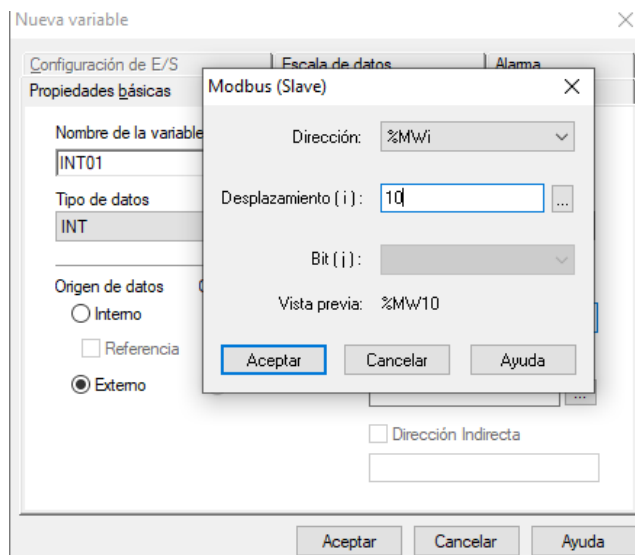 Nueva variable
Configuración de E/S
Escala de datos
Alarma
Propiedades básicas
Modbus (Slave)
Nombre de la variable
Dirección:
%MWi
INT01
Desplazamiento ( i ) :
10
...
Tipo de datos
INT
Bit ( j ) :
Origen de datos
Vista previa:
%MW10
Interno
Referencia
Aceptar
Cancelar
Ayuda
Externo
...
Dirección Indirecta
Aceptar
Cancelar
Ayuda